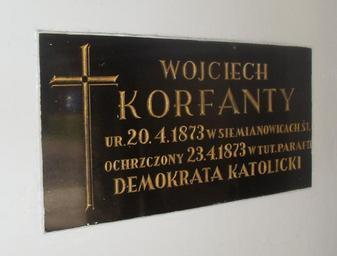 WOJCIECH
KORFANTY
UR. 20.4.1873 W SIEMIANOWICACH ŚL.
OCHRZCZONY 23.4.1873 W TUT. PARAFII
DEMOKRATA KATOLICKI